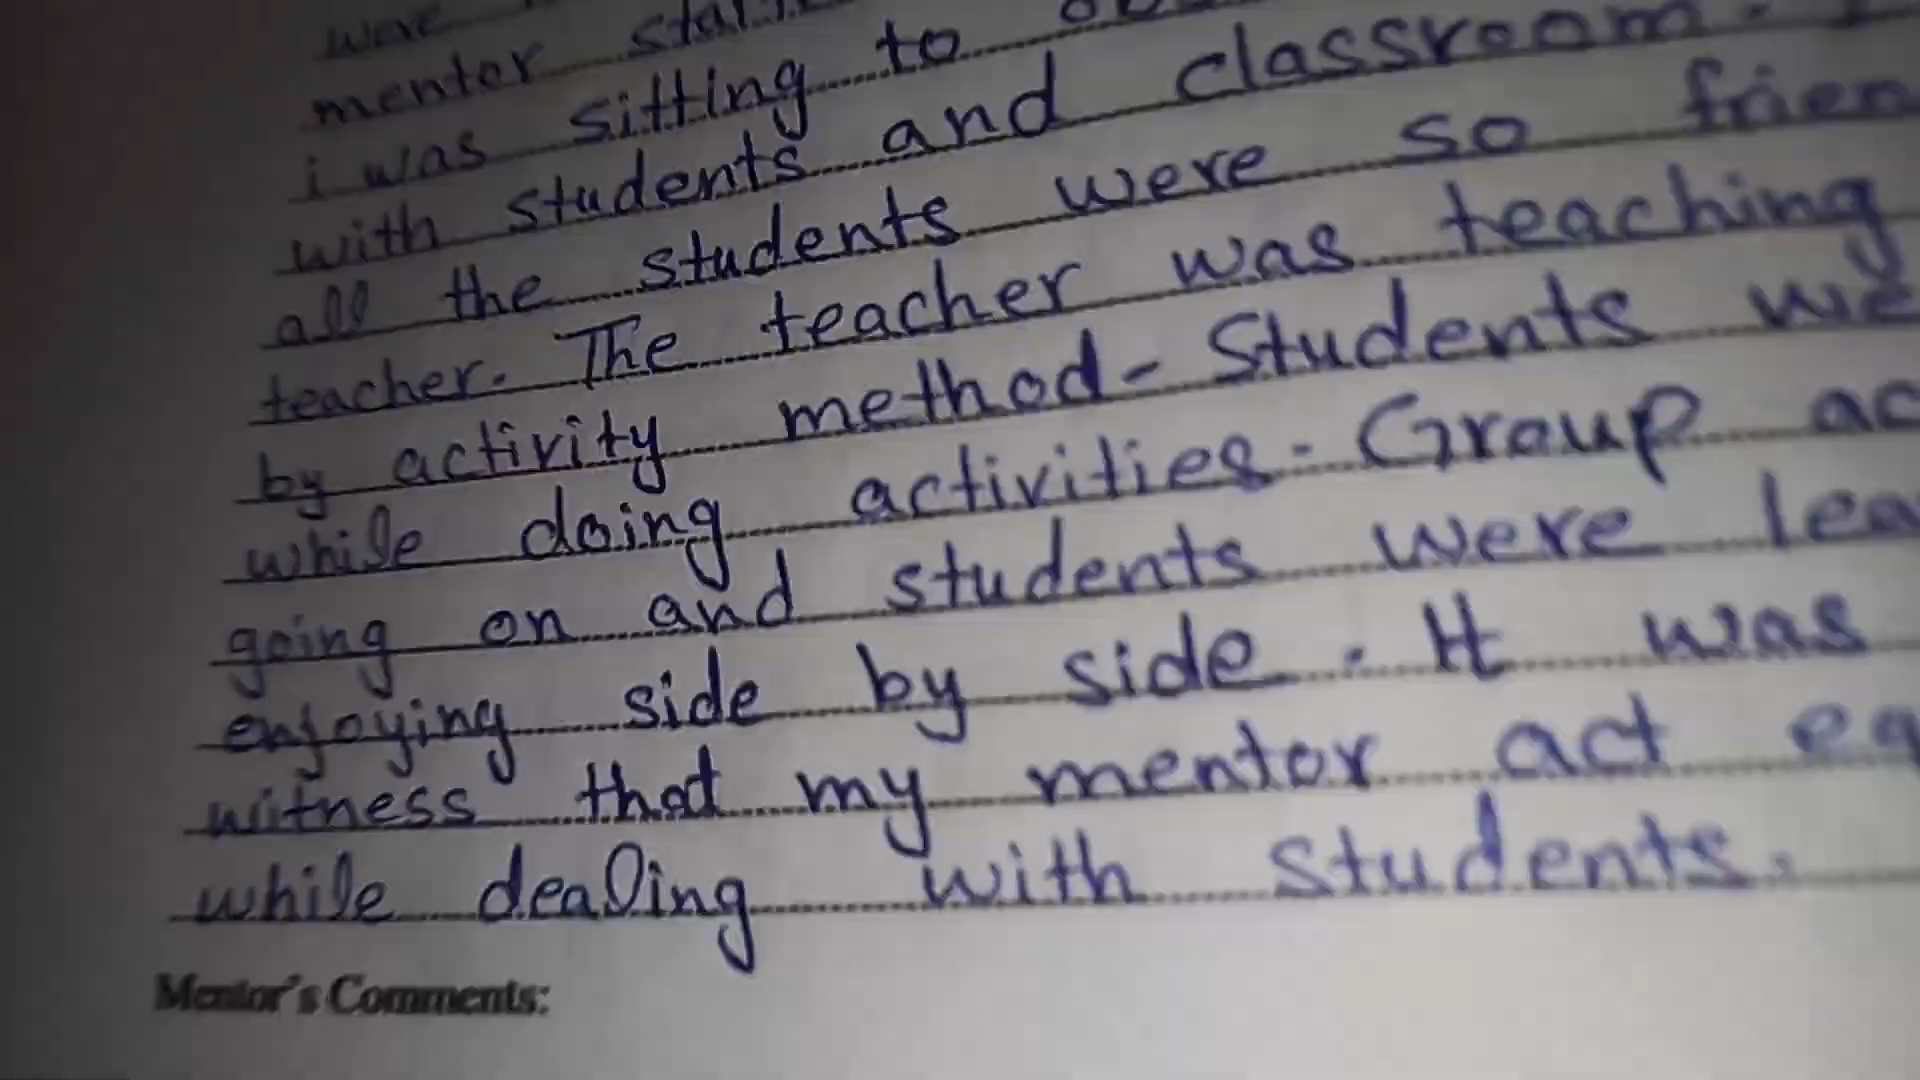 were
mentor
i was sitting to
with students and classroom.
all the students were so
teacher. The teacher was teaching
by activity method- Students
while doing activities. Group
going on and students were
enjoying side by side. It was
witness that my mentor act
while dealing with students.
Mentor's Comments: